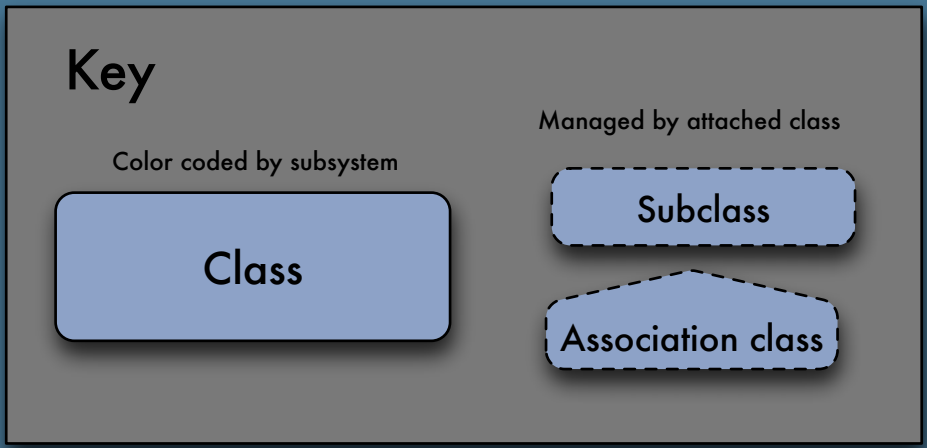 Key
Color coded by subsystem
Class
Managed by attached class
Subclass
Association class